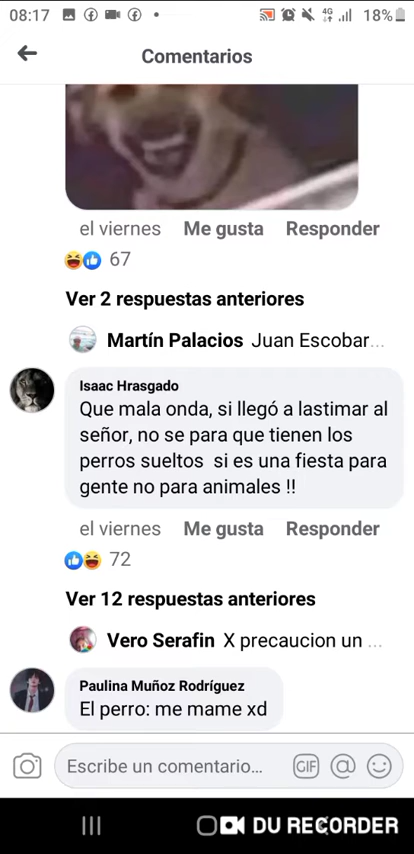 08:17
4G
18%
Comentarios
el viernes Me gusta Responder
67
Ver 2 respuestas anteriores
Martín Palacios Juan Escobar...
Isaac Hrasgado
Que mala onda, si llegó a lastimar al
señor, no se para que tienen los
perros sueltos si es una fiesta para
gente no para animales !!
el viernes Me gusta Responder
72
Ver 12 respuestas anteriores
Vero Serafin X precaucion un ...
Paulina Muñoz Rodríguez
El perro: me mame xd
Escribe un comentario... GIF @
DU RECORDER